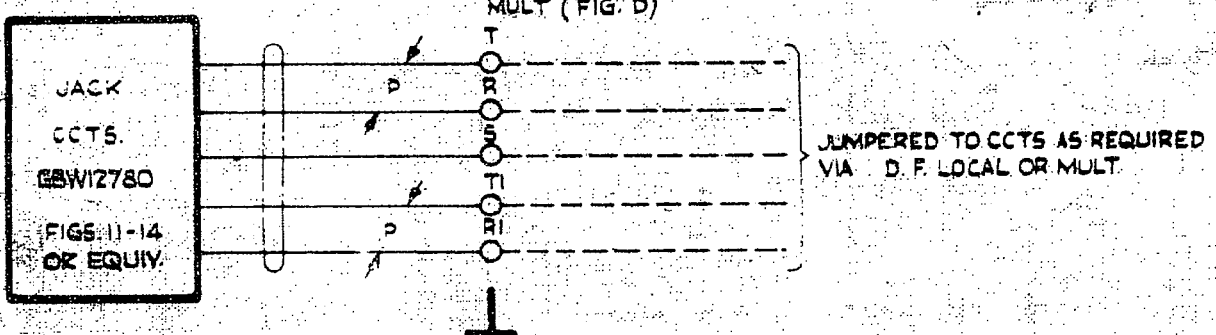 MULT (FIG. D)
JACK
CCTS.
GBW12780
FIGS. 11-14
OR EQUIV.
T
P
R
S
T1
P
R1
JUMPERED TO CCTS AS REQUIRED
VIA D.F. LOCAL OR MULT.